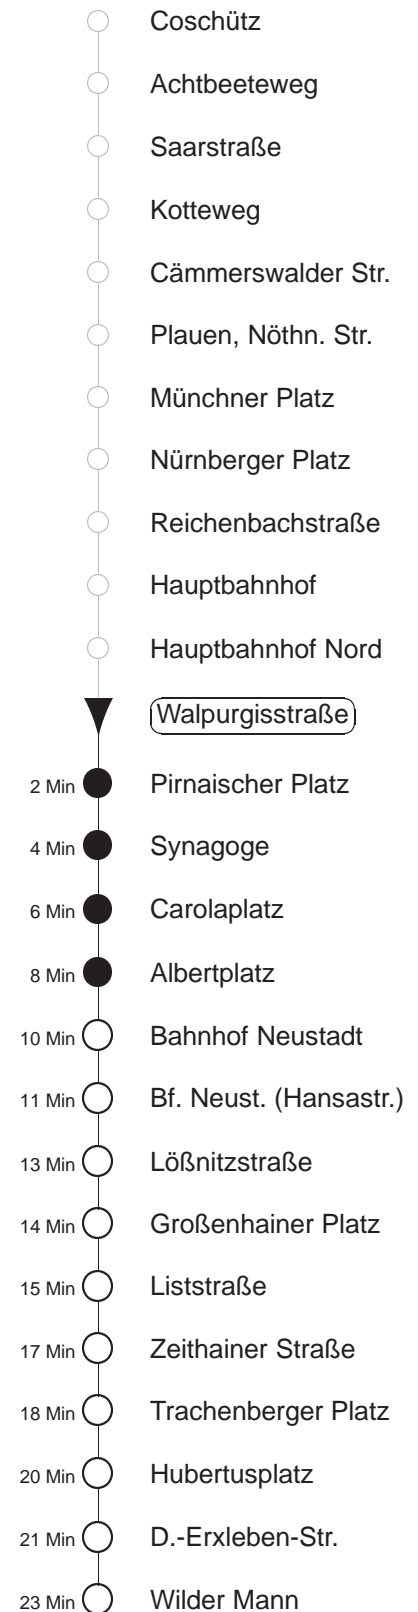 Coschütz
Achtbeeteweg
Saarstraße
Kotteweg
Cämmerswalder Str.
Plauen, Nöthn. Str.
Münchner Platz
Nürnberger Platz
Reichenbachstraße
Hauptbahnhof
Hauptbahnhof Nord
Walpurgisstraße
2 Min Pirnaischer Platz
4 Min Synagoge
6 Min Carolaplatz
8 Min Albertplatz
10 Min Bahnhof Neustadt
11 Min Bf. Neust. (Hansastr.)
13 Min Lößnitzstraße
14 Min Großenhainer Platz
15 Min Liststraße
17 Min Zeithainer Straße
18 Min Trachenberger Platz
20 Min Hubertusplatz
21 Min D.-Erxleben-Str.
23 Min Wilder Mann